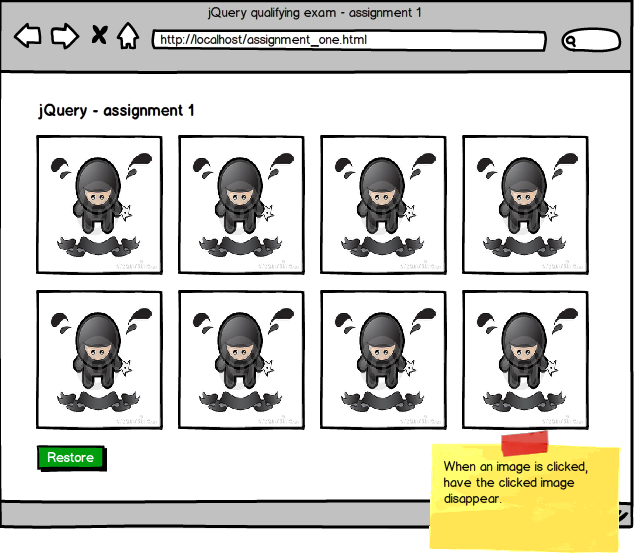 jQuery qualifying exam - assignment 1
http://localhost/assignment_one.html
jQuery - assignment 1
Restore
When an image is clicked,
have the clicked image
disappear.